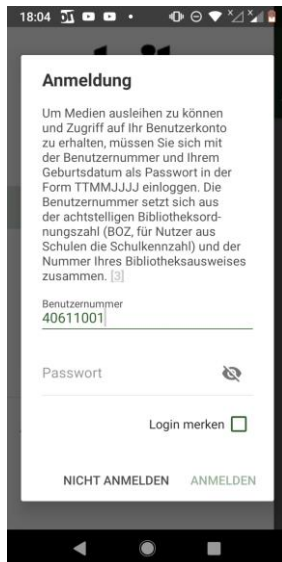 18:04
Anmeldung
Um Medien ausleihen zu können
und Zugriff auf Ihr Benutzerkonto
zu erhalten, müssen Sie sich mit
der Benutzernummer und Ihrem
Geburtsdatum als Passwort in der
Form TTMMJJJJ einloggen. Die
Benutzernummer setzt sich aus
der achtstelligen Bibliotheksord-
nungszahl (BOZ, für Nutzer aus
Schulen die Schulkennzahl) und der
Nummer Ihres Bibliotheksausweises
zusammen. [3]
Benutzernummer
40611001
Passwort
Login merken
NICHT ANMELDEN ANMELDEN